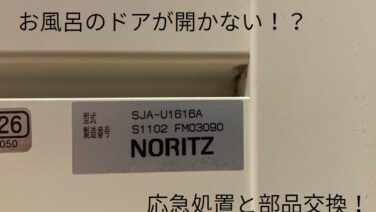 お風呂のドアが開かない！？
型式 SJA-U1616A
製造番号 S1102 FM03090
NORITZ
26
050
応急処置と部品交換！